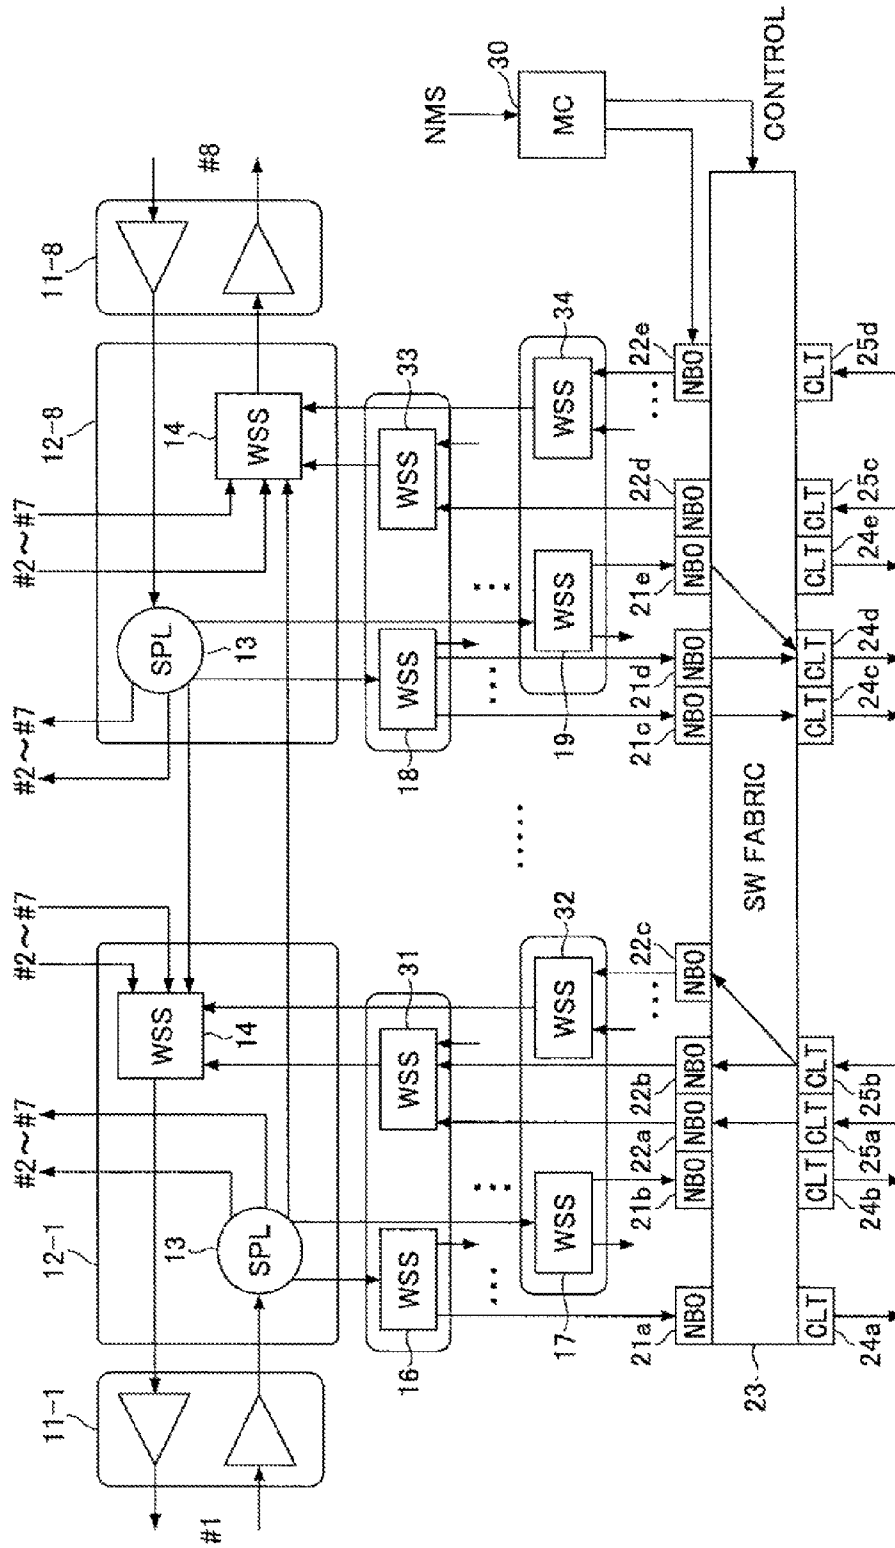 #2～#7
#2～#7
#2～#7
#2～#7
11-1
12-1
12-8
11-8
13
SPL
WSS
14
SPL
13
14
WSS
#1
#8
16
WSS
WSS
31
18
WSS
WSS
33
NMS
30
MC
17
WSS
WSS
32
19
WSS
WSS
34
CONTROL
21a
21b
22a
22b
22c
21c
21d
21e
22d
22e
NBO
NBO
NBO
NBO
NBO
NBO
NBO
NBO
NBO
NBO
23
SW FABRIC
CLT
CLT
CLT
CLT
CLT
CLT
CLT
CLT
CLT
24a
24b
25a
25b
24c
24d
24e
25c
25d